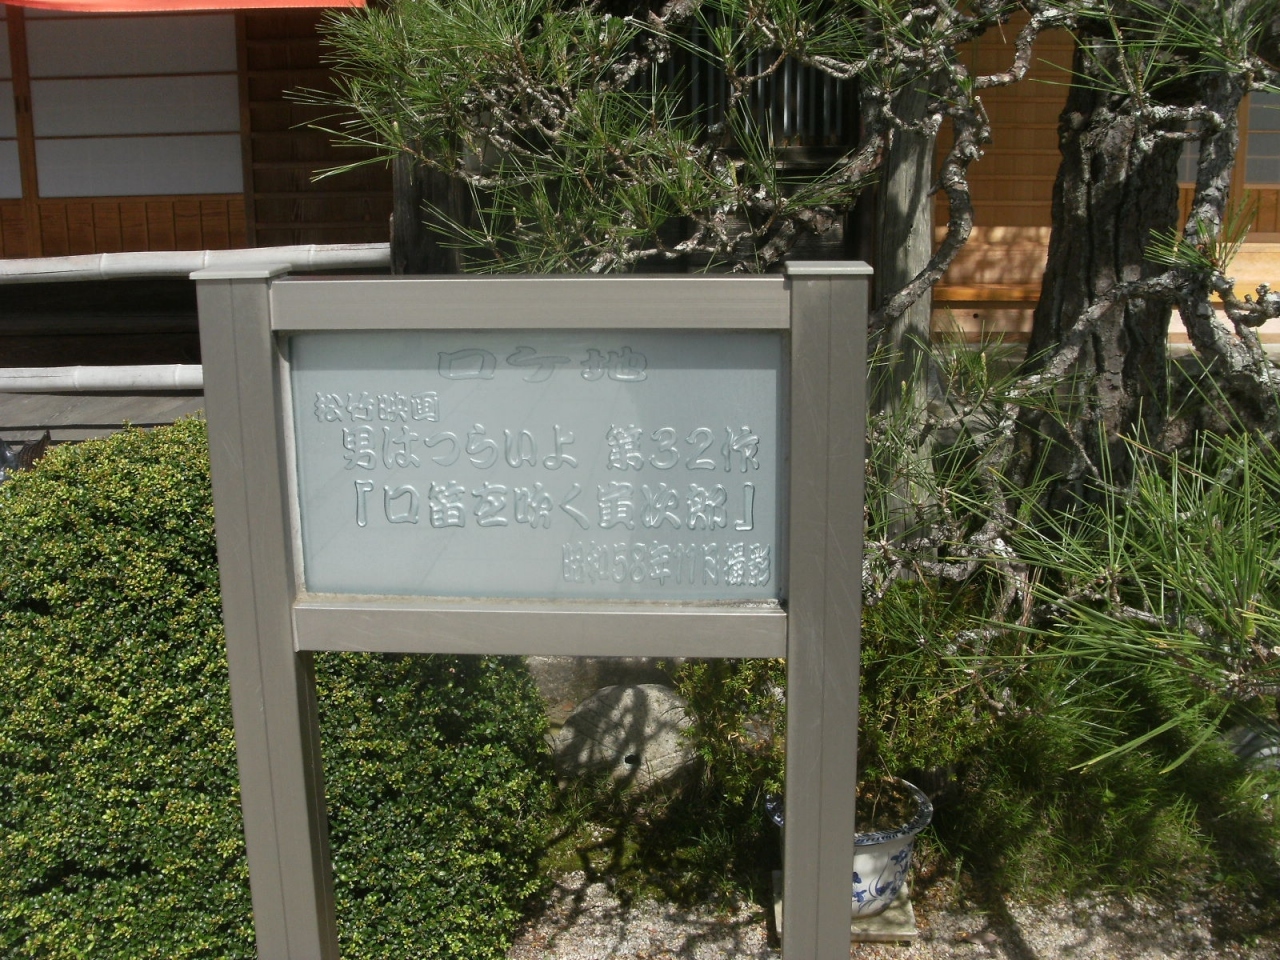 ロケ地
松竹映画
男はつらいよ 第32作
『口笛を吹く寅次郎』
昭和58年11月撮影